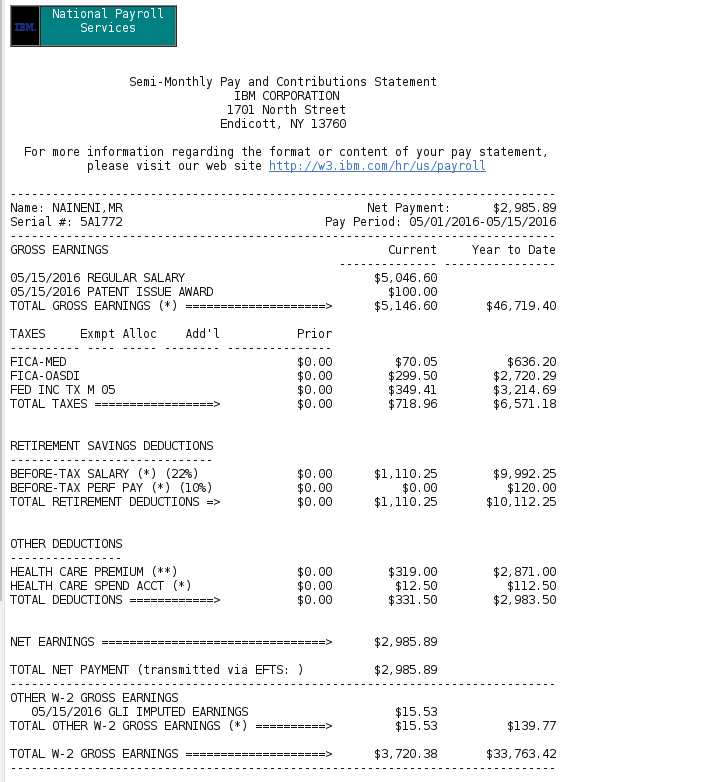 National Payroll
Services
IBM.
Semi-Monthly Pay and Contributions Statement
IBM CORPORATION
1701 North Street
Endicott, NY 13760
For more information regarding the format or content of your pay statement,
please visit our web site http://w3.ibm.com/hr/us/payroll
------------------------------------------------------------------------------
Name: NAINENI,MR Net Payment: $2,985.89
Serial #: 5A1772 Pay Period: 05/01/2016-05/15/2016
------------------------------------------------------------------------------
GROSS EARNINGS Current Year to Date
-------------- ----------------
05/15/2016 REGULAR SALARY $5,046.60
05/15/2016 PATENT ISSUE AWARD $100.00
TOTAL GROSS EARNINGS (*) ====================> $5,146.60 $46,719.40
TAXES Exmpt Alloc Add'l Prior
---------- ---- ----- -------- ---------------
FICA-MED $0.00 $70.05 $636.20
FICA-OASDI $0.00 $299.50 $2,720.29
FED INC TX M 05 $0.00 $349.41 $3,214.69
TOTAL TAXES =================> $0.00 $718.96 $6,571.18
RETIREMENT SAVINGS DEDUCTIONS
-----------------------------
BEFORE-TAX SALARY (*) (22%) $0.00 $1,110.25 $9,992.25
BEFORE-TAX PERF PAY (*) (10%) $0.00 $0.00 $120.00
TOTAL RETIREMENT DEDUCTIONS => $0.00 $1,110.25 $10,112.25
OTHER DEDUCTIONS
----------------
HEALTH CARE PREMIUM (**) $0.00 $319.00 $2,871.00
HEALTH CARE SPEND ACCT (*) $0.00 $12.50 $112.50
TOTAL DEDUCTIONS ============> $0.00 $331.50 $2,983.50
NET EARNINGS ================================> $2,985.89
TOTAL NET PAYMENT (transmitted via EFTS: ) $2,985.89
------------------------------------------------------------------------------
OTHER W-2 GROSS EARNINGS
05/15/2016 GLI IMPUTED EARNINGS $15.53
TOTAL OTHER W-2 GROSS EARNINGS (*) ==========> $15.53 $139.77
TOTAL W-2 GROSS EARNINGS ====================> $3,720.38 $33,763.42
------------------------------------------------------------------------------